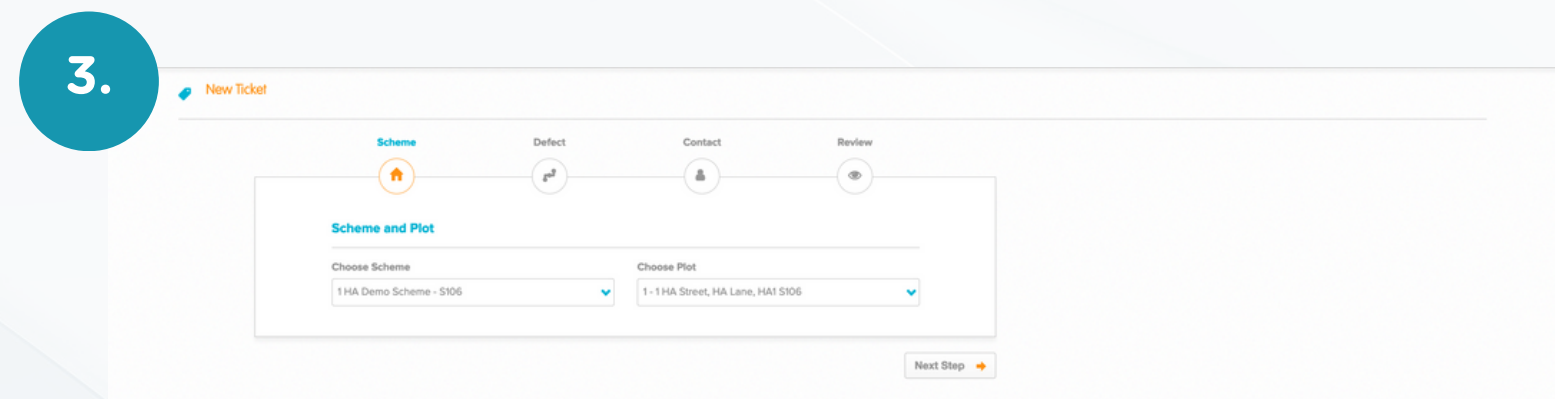 3.
New Ticket
Scheme Defect Contact Review
Scheme and Plot
Choose Scheme Choose Plot
1 HA Demo Scheme - S106 1 - 1 HA Street, HA Lane, HA1 S106
Next Step